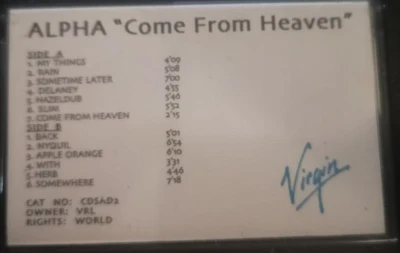 ALPHA "Come From Heaven"
SIDE A
1. MY THINGS 4'09
2. RAIN 5'08
3. SOMETIME LATER 7'00
4. DELANEY 4'55
5. HAZELDUB 5'46
6. SLIM 5'52
7. COME FROM HEAVEN 2'15
SIDE B
1. BACK 5'01
2. NYQUIL 6'54
3. APPLE ORANGE 6'10
4. WITH 3'31
5. HERB 4'46
6. SOMEWHERE 7'18
CAT NO: CDSAD2
OWNER: VRL
RIGHTS: WORLD
Virgin